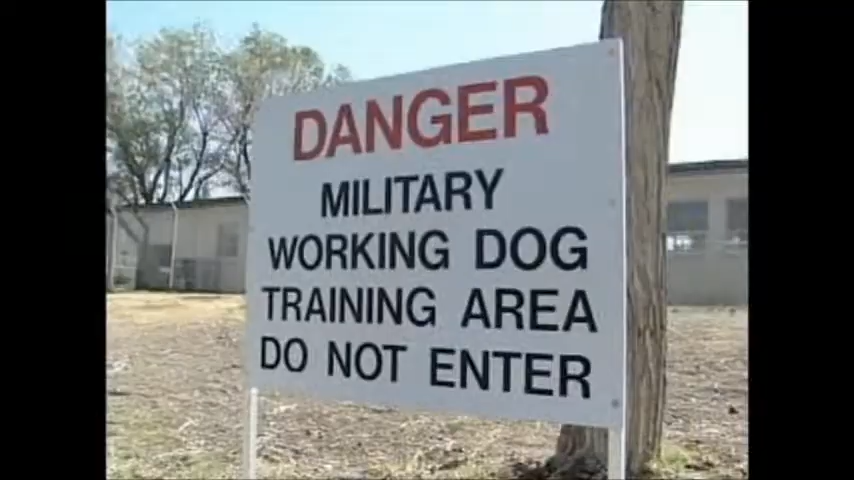 DANGER
MILITARY
WORKING DOG
TRAINING AREA
DO NOT ENTER